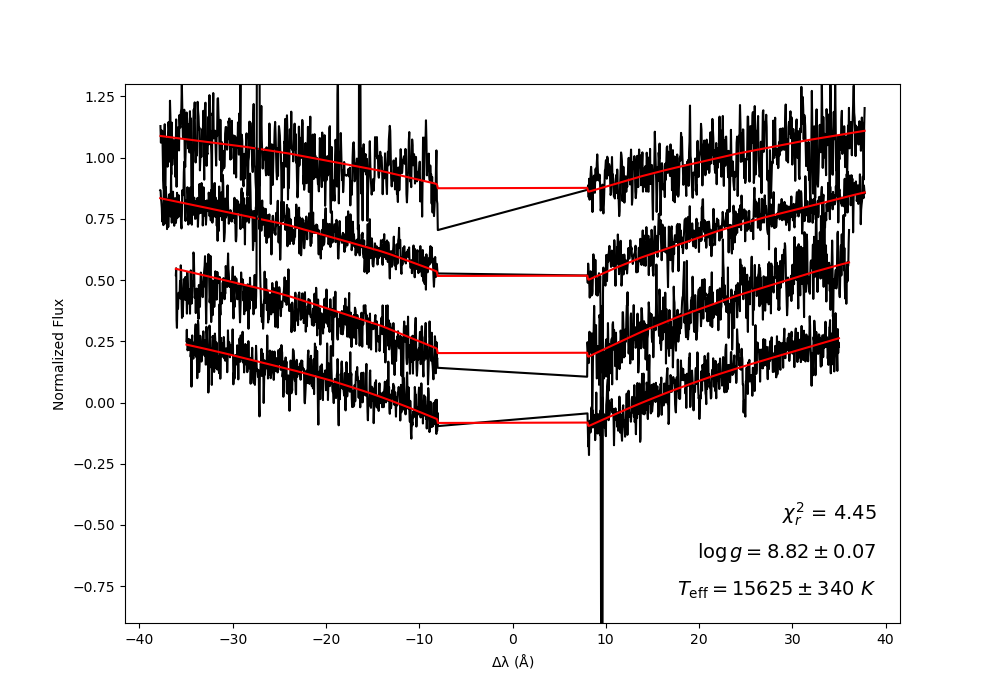 1.25
1.00
0.75
0.50
0.25
0.00
−0.25
−0.50
−0.75
Normalized Flux
χ²ᵣ = 4.45
log g = 8.82 ± 0.07
T_eff = 15625 ± 340 K
−40 −30 −20 −10 0 10 20 30 40
Δλ (Å)